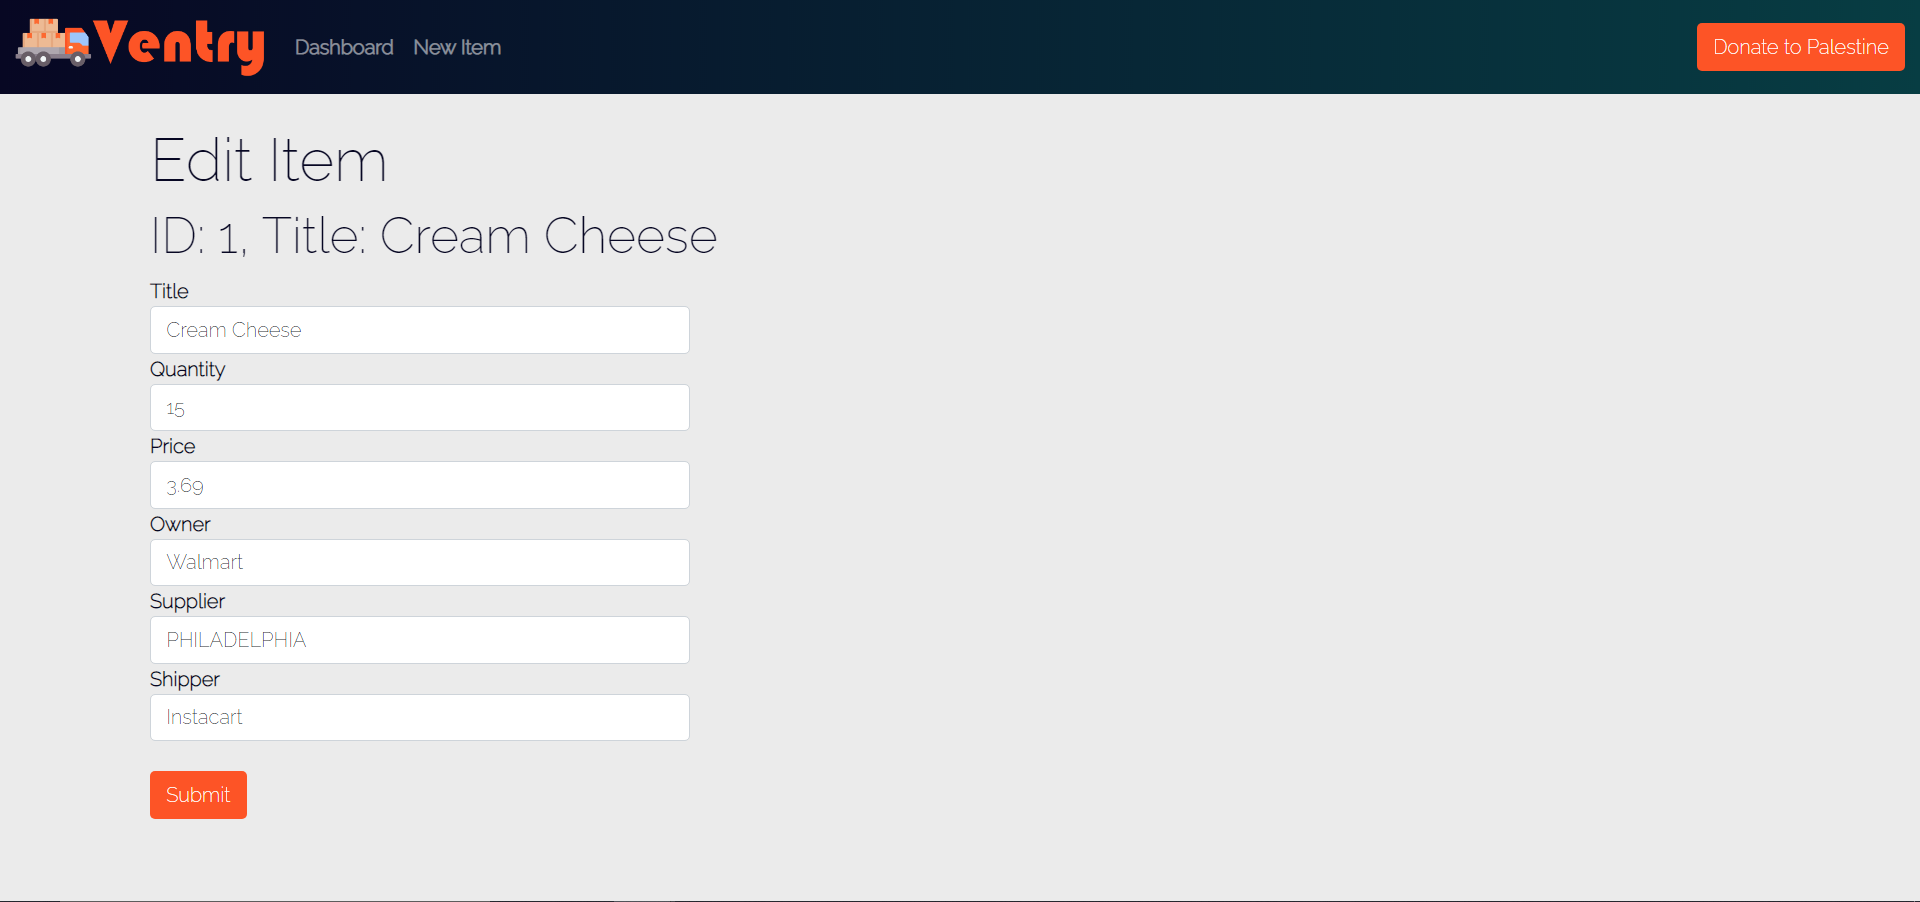 Ventry Dashboard New Item Donate to Palestine
Edit Item
ID: 1, Title: Cream Cheese
Title
Cream Cheese
Quantity
15
Price
3.69
Owner
Walmart
Supplier
PHILADELPHIA
Shipper
Instacart
Submit